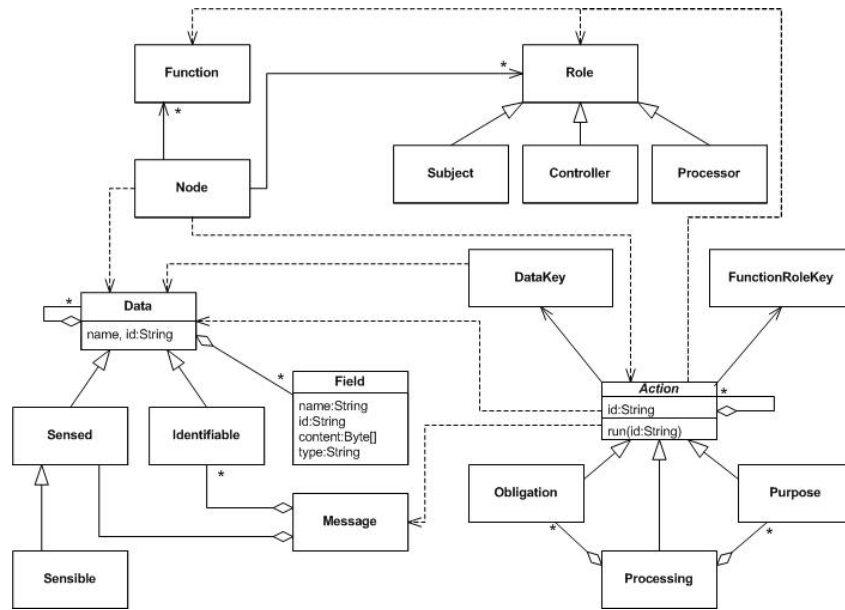 Function
*
Role
*
Subject
Controller
Processor
Node
DataKey
FunctionRoleKey
*
Data
name, id:String
*
Field
name:String
id:String
content:Byte[]
type:String
Action
*
id:String
run(id:String)
Sensed
Identifiable
*
Message
Obligation
*
Purpose
*
Sensible
Processing